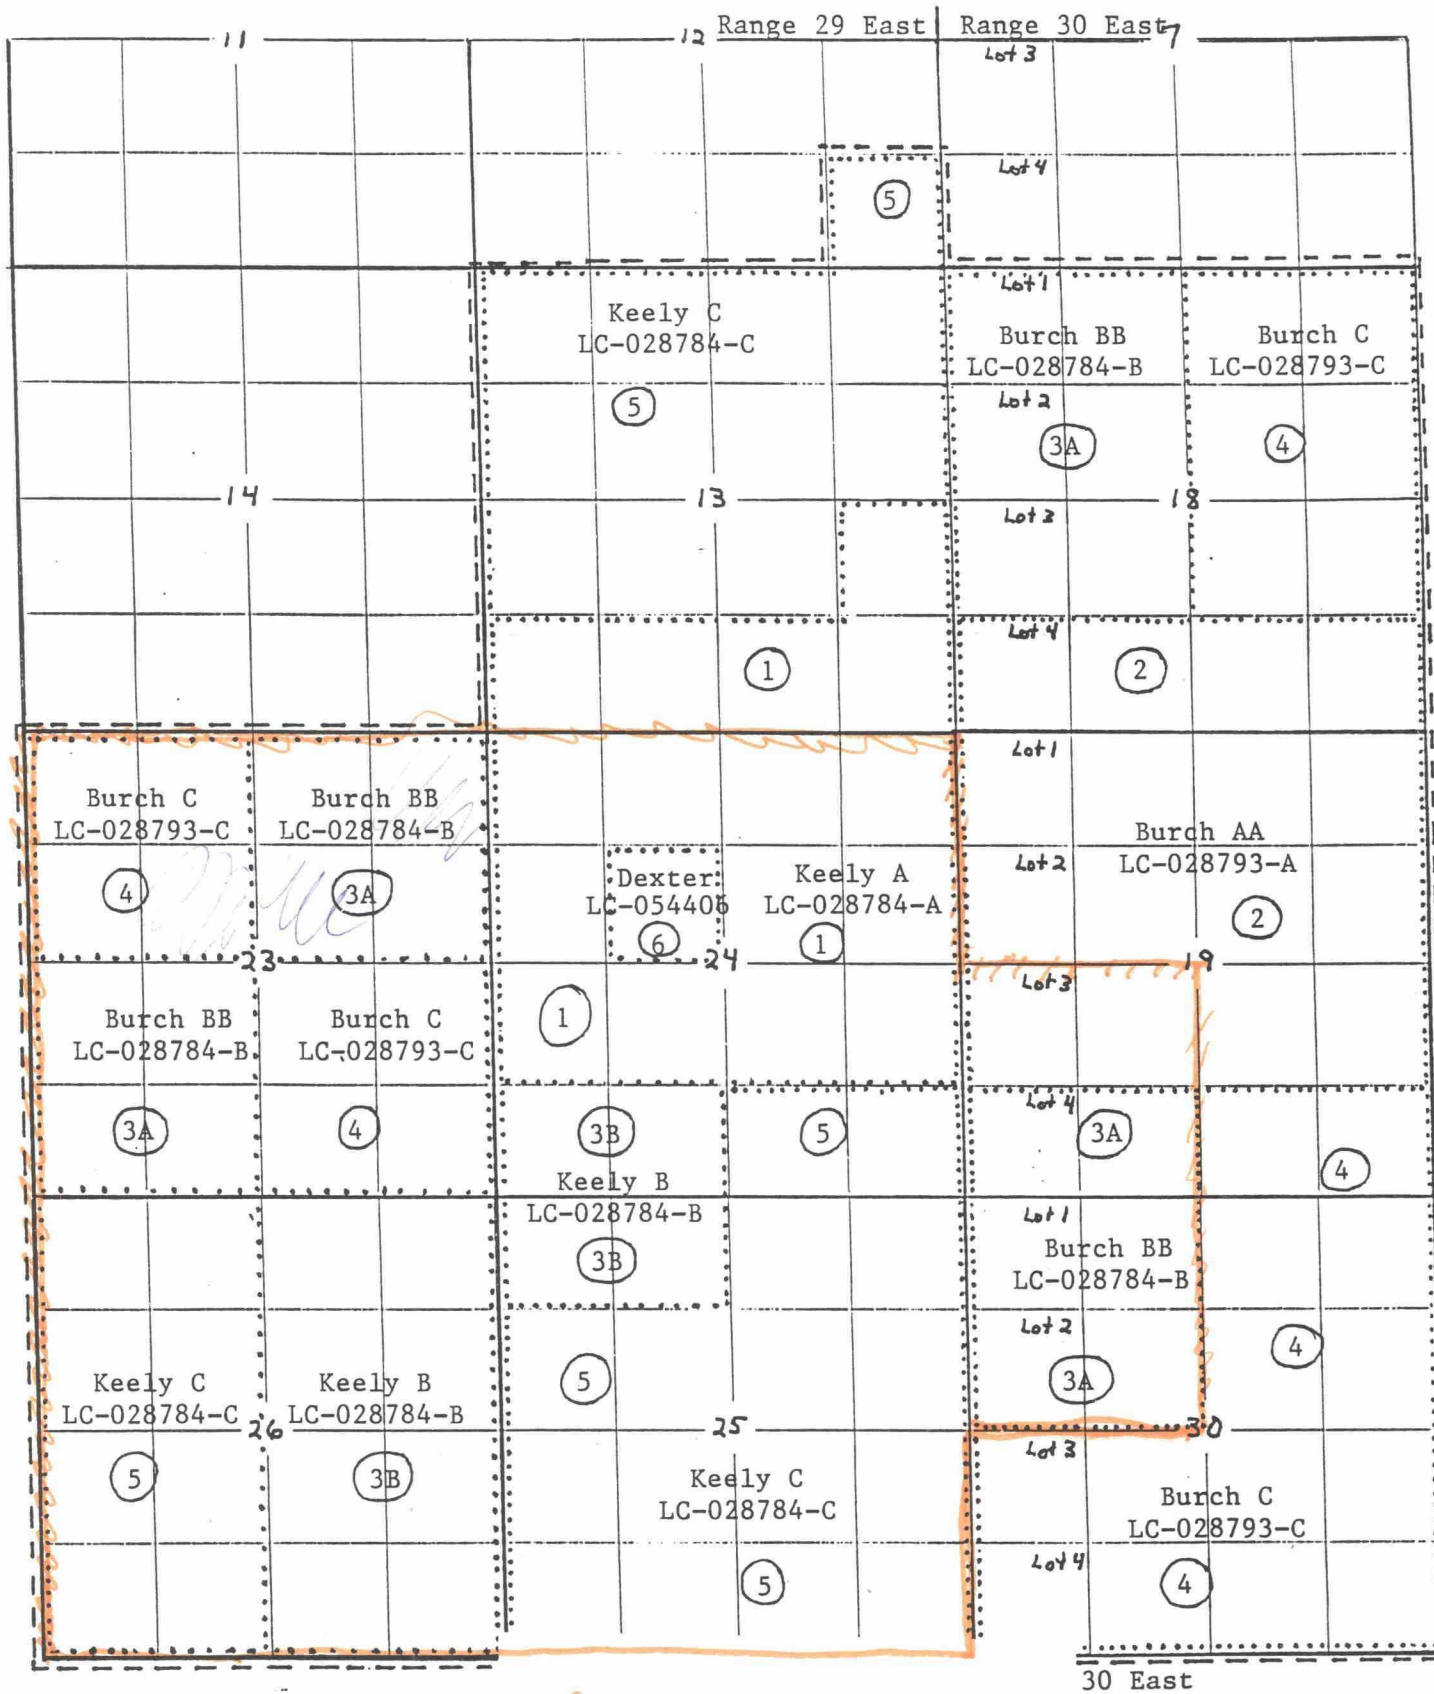 Range 29 East Range 30 East
11 12 7
Lot 3
Lot 4
5
Lot 1
Keely C
LC-028784-C
5
Burch BB
LC-028784-B
Burch C
LC-028793-C
Lot 2
3A
4
14 13 18
Lot 3
Lot 4
1
2
Lot 1
Burch C
LC-028793-C
4
Burch BB
LC-028784-B
3A
Dexter
6
Keely A
LC-028784-A
1
Burch AA
LC-028793-A
Lot 2
2
23 24 19
Lot 3
1
Burch BB
LC-028784-B
3A
Burch C
LC-028793-C
4
3B
5
Lot 4
3A
4
Keely B
LC-028784-B
3B
Lot 1
Burch BB
LC-028784-B
Lot 2
3A
4
5
Keely C
LC-028784-C
5
Keely B
LC-028784-B
3B
26 25 30
Keely C
LC-028784-C
5
Lot 3
Burch C
LC-028793-C
Lot 4
4
30 East